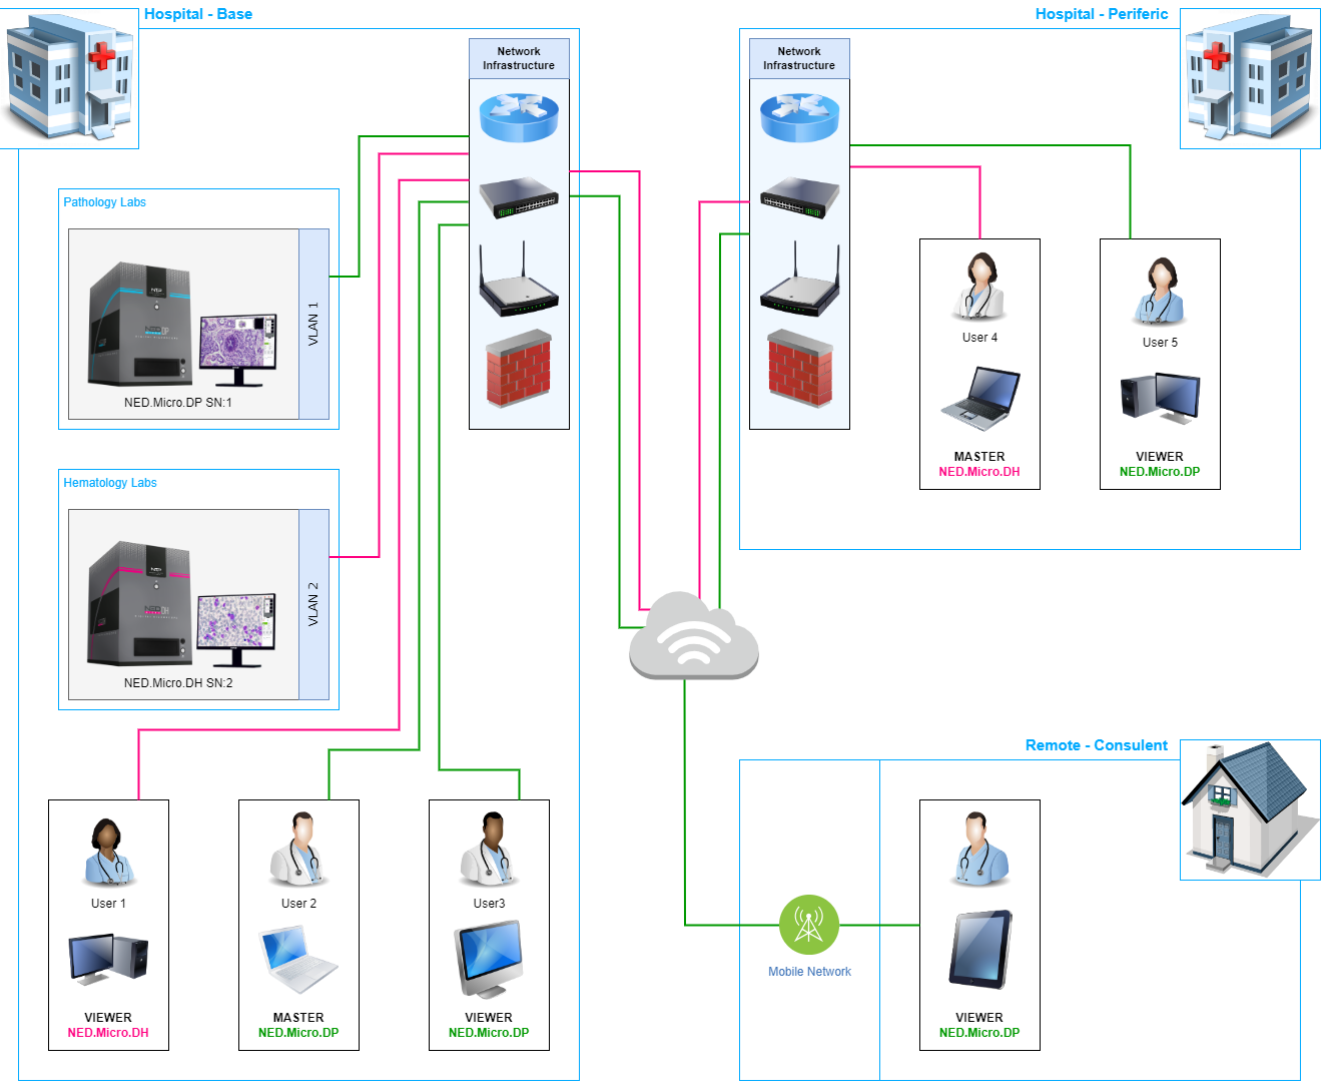 Hospital - Base
Network
Infrastructure
Pathology Labs
NED.Micro.DP SN:1
VLAN 1
Hematology Labs
NED.Micro.DH SN:2
VLAN 2
User 1
VIEWER
NED.Micro.DH
User 2
MASTER
NED.Micro.DP
User3
VIEWER
NED.Micro.DP
Hospital - Periferic
Network
Infrastructure
User 4
MASTER
NED.Micro.DH
User 5
VIEWER
NED.Micro.DP
Remote - Consulent
Mobile Network
VIEWER
NED.Micro.DP